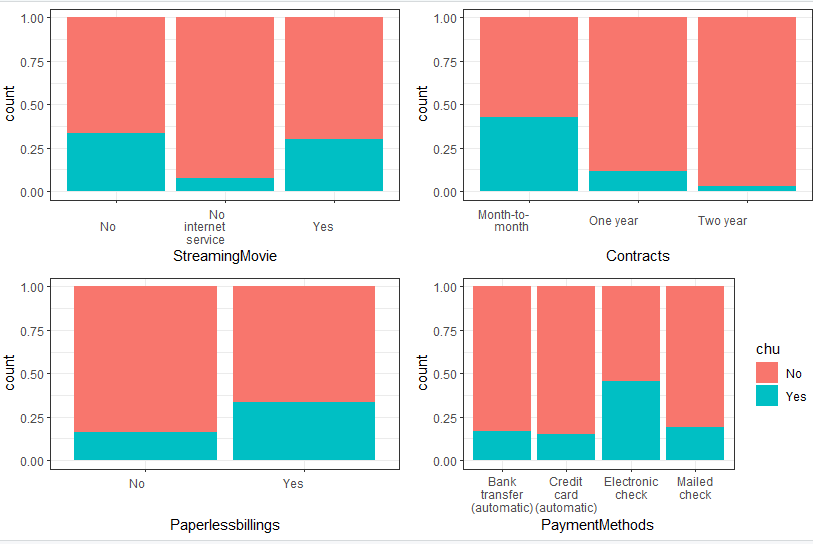 1.00
0.75
0.50
0.25
0.00
count
No
No
internet
service
Yes
StreamingMovie
1.00
0.75
0.50
0.25
0.00
count
Month-to-
month
One year
Two year
Contracts
1.00
0.75
0.50
0.25
0.00
count
No
Yes
Paperlessbillings
1.00
0.75
0.50
0.25
0.00
count
Bank
transfer
(automatic)
Credit
card
(automatic)
Electronic
check
Mailed
check
PaymentMethods
chu
No
Yes